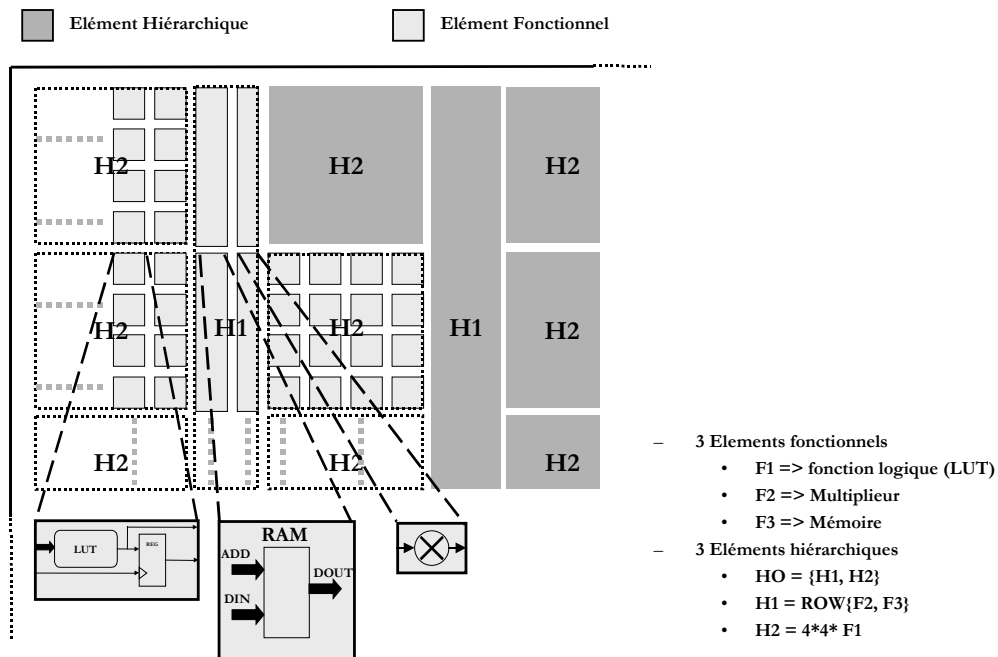 Elément Hiérarchique
Elément Fonctionnel
H2
H2
H2
H2
H1
H2
H1
H2
H2
H2
H2
LUT
REG
RAM
ADD
DIN
DOUT
– 3 Elements fonctionnels
• F1 => fonction logique (LUT)
• F2 => Multiplieur
• F3 => Mémoire
– 3 Eléments hiérarchiques
• HO = {H1, H2}
• H1 = ROW{F2, F3}
• H2 = 4*4* F1